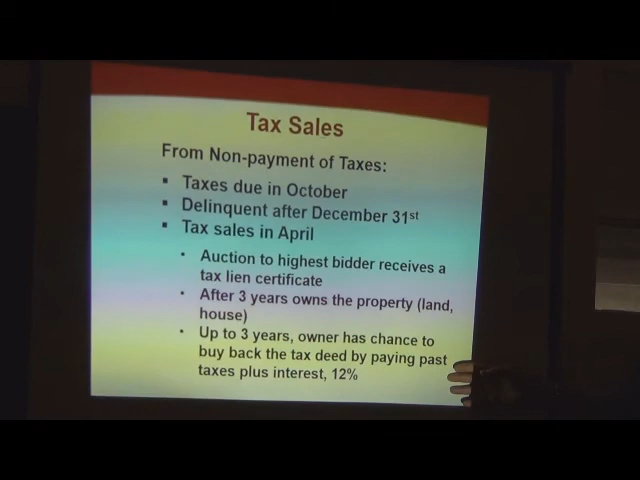 Tax Sales
From Non-payment of Taxes:
▪ Taxes due in October
▪ Delinquent after December 31st
▪ Tax sales in April
• Auction to highest bidder receives a
tax lien certificate
• After 3 years owns the property (land,
house)
• Up to 3 years, owner has chance to
buy back the tax deed by paying past
taxes plus interest, 12%